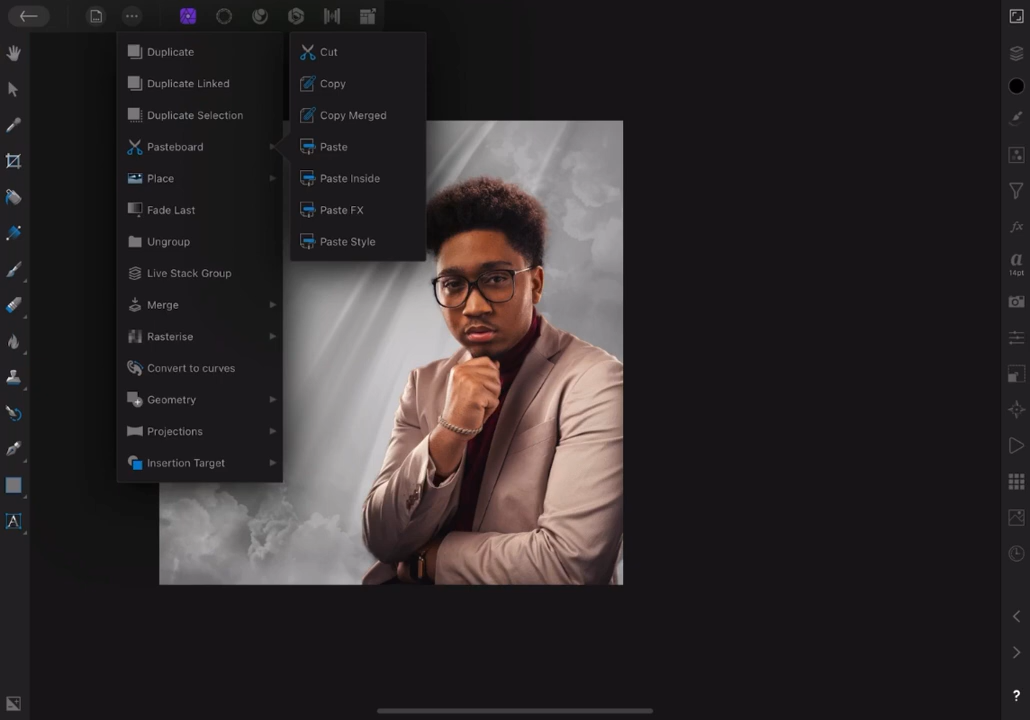 Duplicate
Duplicate Linked
Duplicate Selection
Pasteboard
Place
Fade Last
Ungroup
Live Stack Group
Merge
Rasterise
Convert to curves
Geometry
Projections
Insertion Target
Cut
Copy
Copy Merged
Paste
Paste Inside
Paste FX
Paste Style
A
fx
a
14pt
?